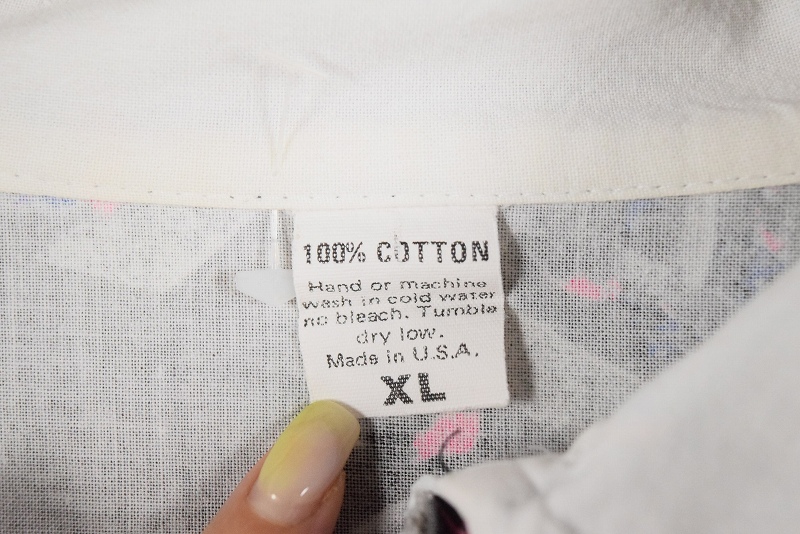 100% COTTON
Hand or machine
wash in cold water
no bleach. Tumble
dry low.
Made in U.S.A.
XL